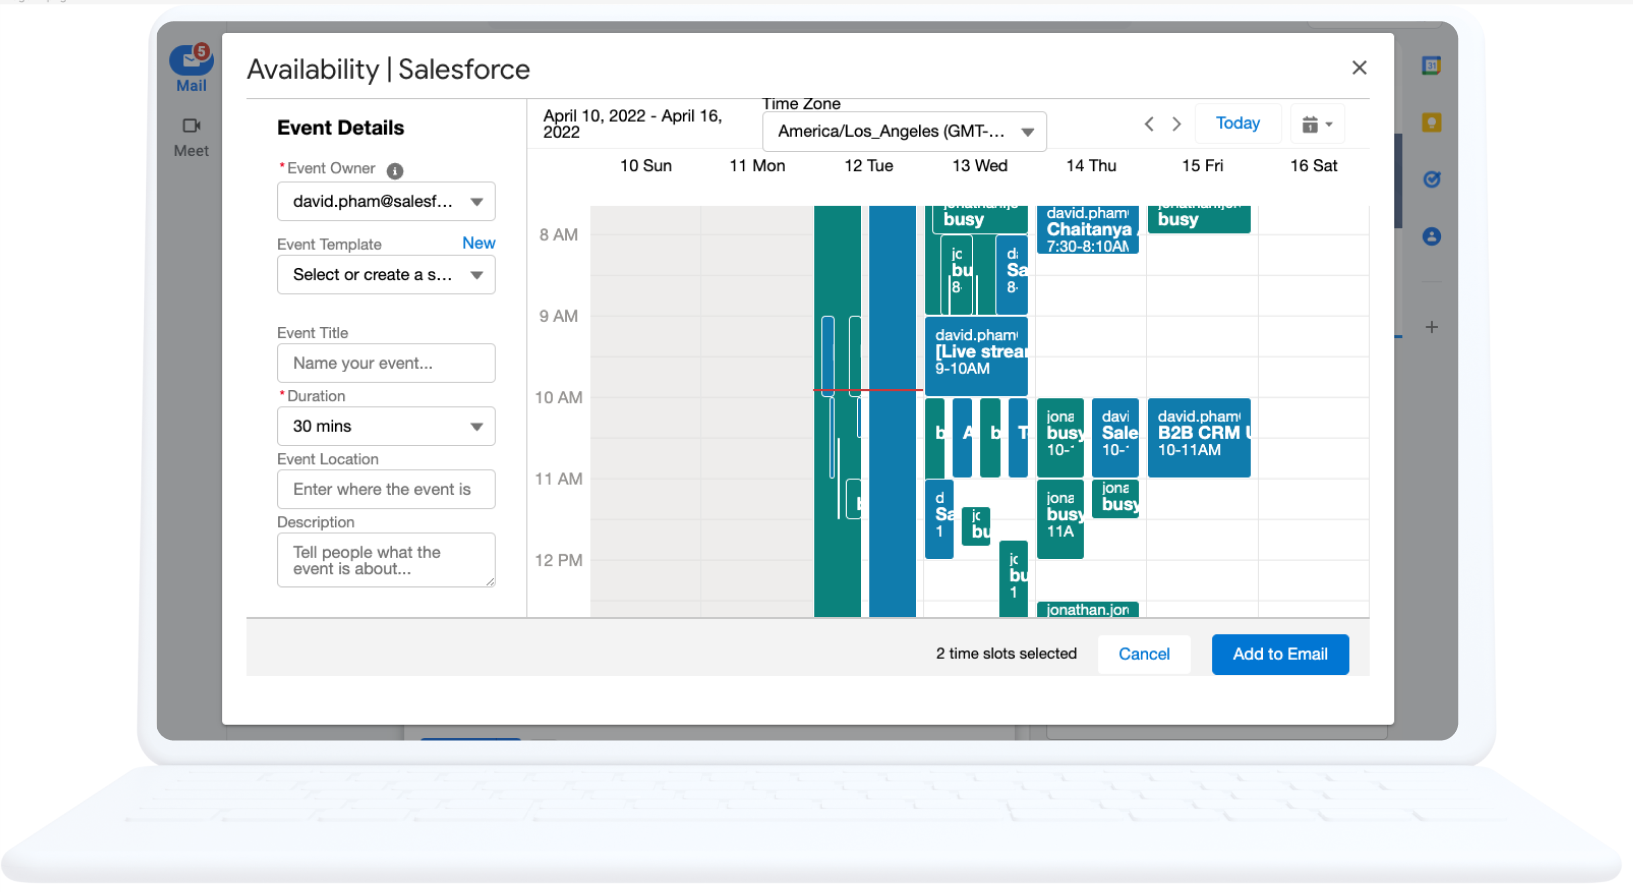 5
Mail
Meet
Availability | Salesforce
31
Event Details
*Event Owner i
david.pham@salesf...
Event Template New
Select or create a s...
Event Title
Name your event...
*Duration
30 mins
Event Location
Enter where the event is
Description
Tell people what the
event is about...
April 10, 2022 - April 16,
2022
Time Zone
America/Los_Angeles (GMT-...
Today
10 Sun 11 Mon 12 Tue 13 Wed 14 Thu 15 Fri 16 Sat
8 AM
9 AM
10 AM
11 AM
12 PM
busy
jc
bu
8-
da
Sa
8-
david.pham
[Live strear
9-10AM
b A b T
d
Sa
1
jc
bu
jc
bu
1
david.pham
Chaitanya
7:30-8:10AM
jona
busy
10-
davi
Sale
10-
jona
busy
11A
jona
busy
jonathan.jor
busy
david.pham
B2B CRM
10-11AM
2 time slots selected
Cancel
Add to Email